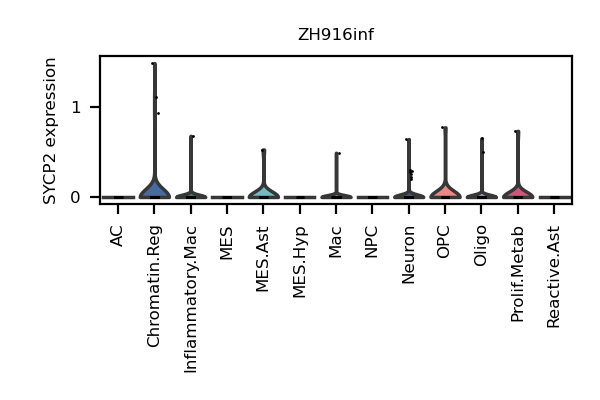 ZH916inf
SYCP2 expression
1
0
AC
Chromatin.Reg
Inflammatory.Mac
MES
MES.Ast
MES.Hyp
Mac
NPC
Neuron
OPC
Oligo
Prolif.Metab
Reactive.Ast